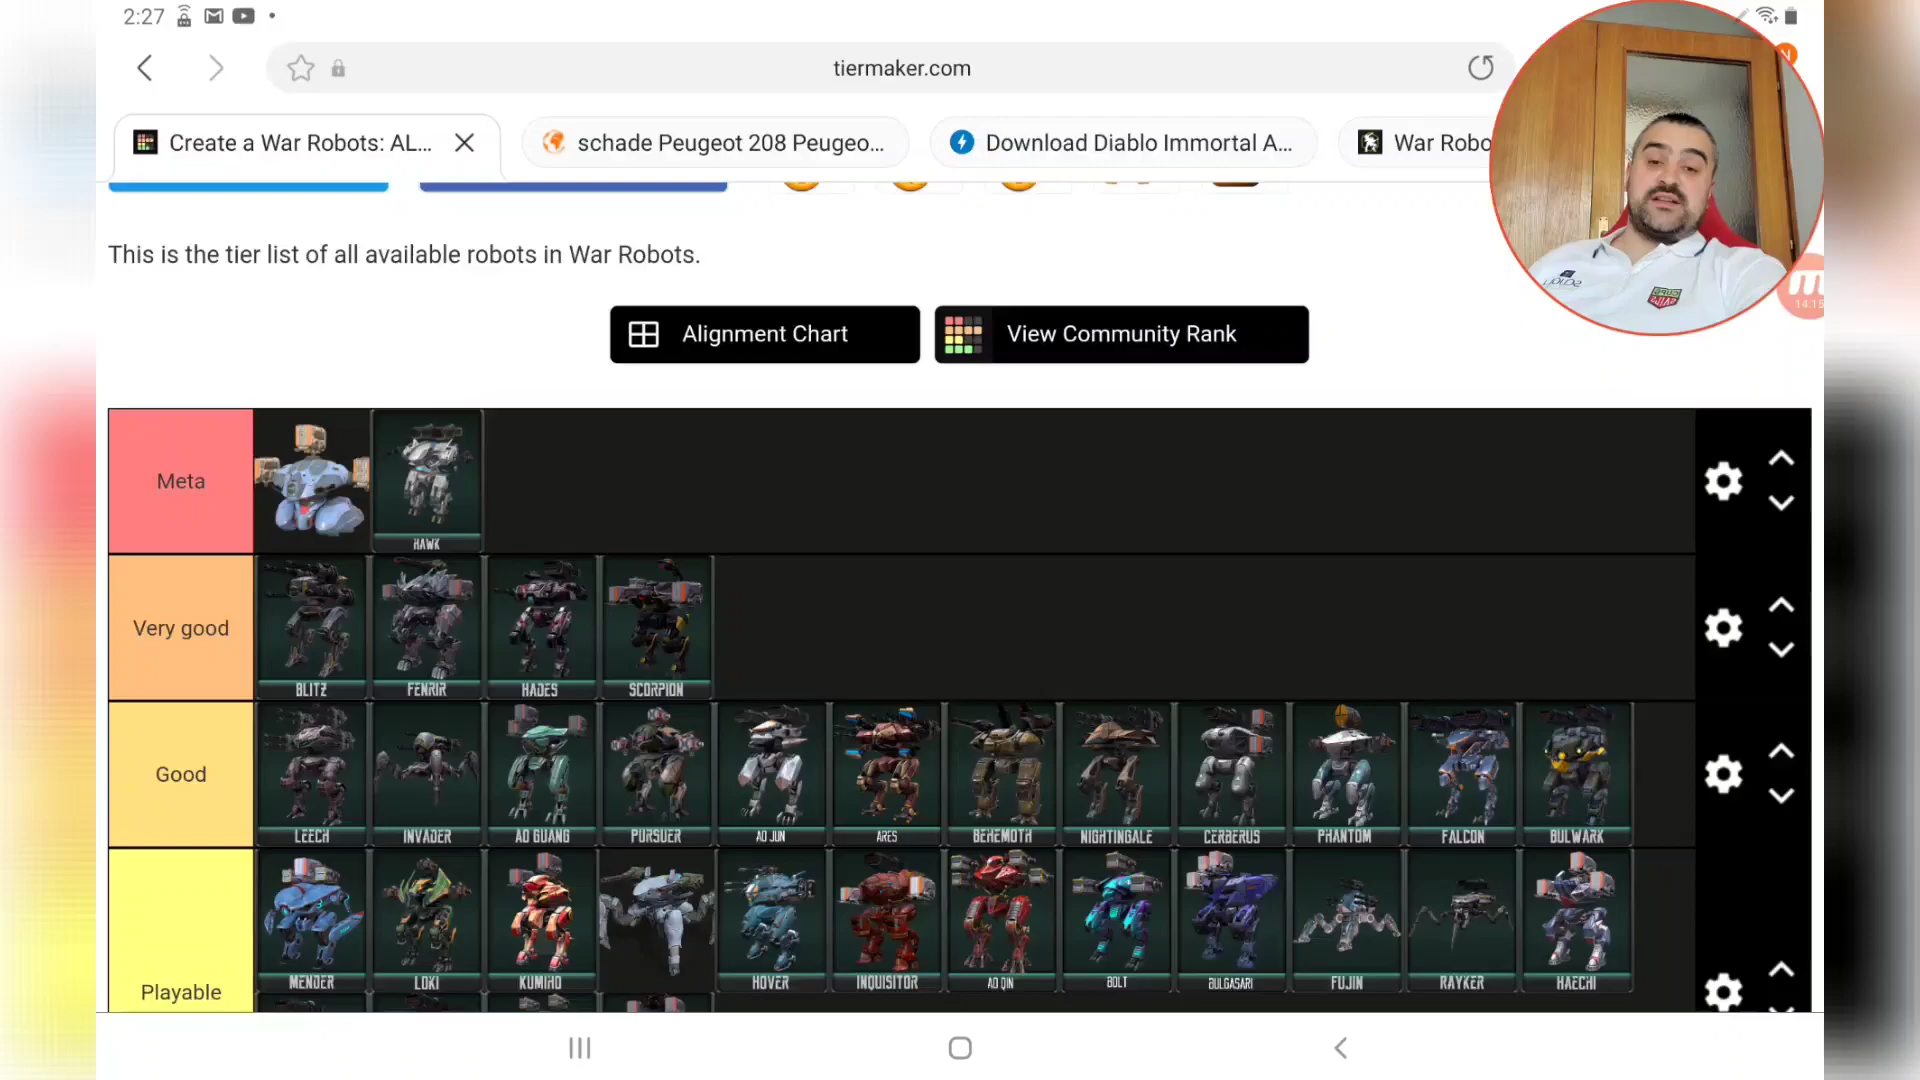 2:27
tiermaker.com
Create a War Robots: AL...
schade Peugeot 208 Peugeo...
Download Diablo Immortal A...
War Robo
This is the tier list of all available robots in War Robots.
Alignment Chart
View Community Rank
14:15
Meta
HAWK
Very good
BLITZ
FENRIR
HADES
SCORPION
Good
LEECH
INVADER
AO GUANG
PURSUER
AO JUN
ARES
BEHEMOTH
NIGHTINGALE
CERBERUS
PHANTOM
FALCON
BULWARK
Playable
MENDER
LOKI
KUMIHO
HOVER
INQUISITOR
AO QIN
BOLT
BULGASARI
FUJIN
RAYKER
HAECHI